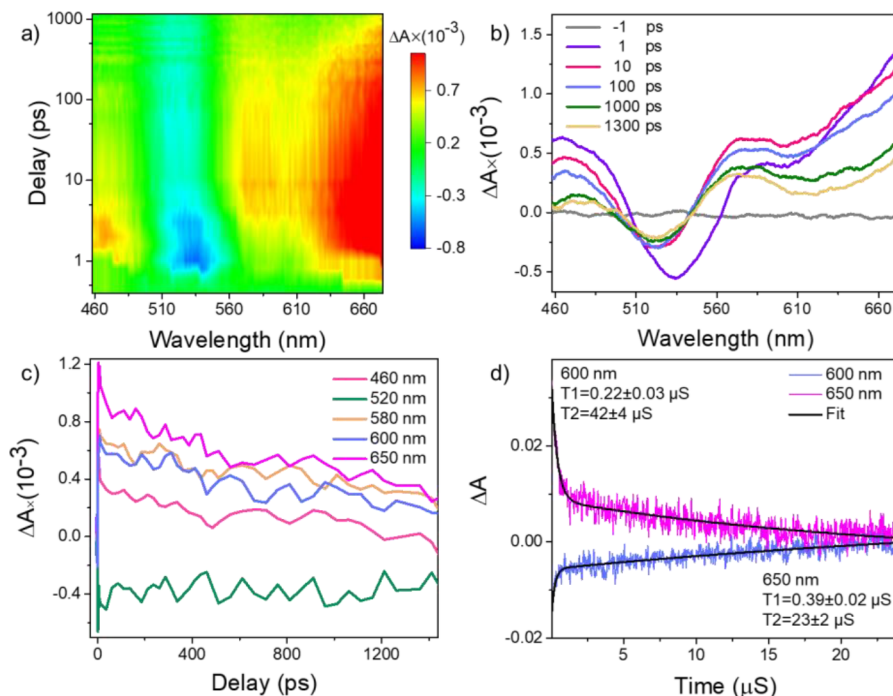 a)
ΔA×(10⁻³)
1000
100
10
1
Delay (ps)
460 510 560 610 660
Wavelength (nm)
0.7
0.2
-0.3
-0.8
b)
-1 ps
1 ps
10 ps
100 ps
1000 ps
1300 ps
1.5
1.0
0.5
0.0
-0.5
ΔA×(10⁻³)
460 510 560 610 660
Wavelength (nm)
c)
460 nm
520 nm
580 nm
600 nm
650 nm
1.2
0.8
0.4
0.0
-0.4
ΔA×(10⁻³)
0 400 800 1200
Delay (ps)
d)
600 nm
T1=0.22±0.03 µS
T2=42±4 µS
600 nm
650 nm
Fit
0.02
0.00
-0.02
ΔA
650 nm
T1=0.39±0.02 µS
T2=23±2 µS
5 10 15 20
Time (µS)